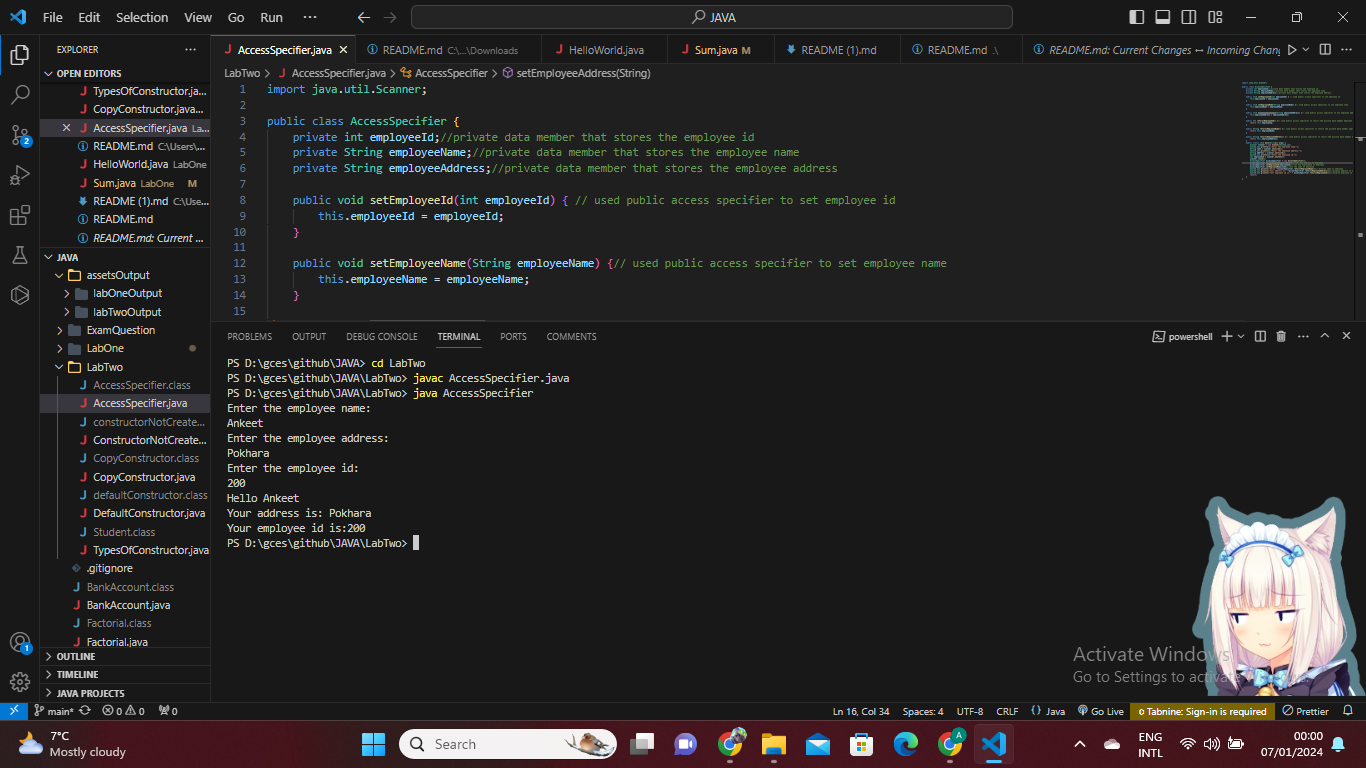 File Edit Selection View Go Run ··· JAVA
EXPLORER ···
OPEN EDITORS
TypesOfConstructor.ja...
CopyConstructor.java...
AccessSpecifier.java La...
README.md C:\Users\...
HelloWorld.java LabOne
Sum.java LabOne M
README (1).md C:\Use...
README.md
README.md: Current ...
JAVA
assetsOutput
labOneOutput
labTwoOutput
ExamQuestion
LabOne
LabTwo
AccessSpecifier.class
AccessSpecifier.java
constructorNotCreate...
ConstructorNotCreate...
CopyConstructor.class
CopyConstructor.java
defaultConstructor.class
DefaultConstructor.java
Student.class
TypesOfConstructor.java
.gitignore
BankAccount.class
BankAccount.java
Factorial.class
Factorial.java
OUTLINE
TIMELINE
JAVA PROJECTS
2
1
AccessSpecifier.java README.md C:\...\Downloads HelloWorld.java Sum.java M README (1).md README.md .\ README.md: Current Changes ↔ Incoming Chan
LabTwo > AccessSpecifier.java > AccessSpecifier > setEmployeeAddress(String)
1 import java.util.Scanner;
2
3 public class AccessSpecifier {
4 private int employeeId;//private data member that stores the employee id
5 private String employeeName;//private data member that stores the employee name
6 private String employeeAddress;//private data member that stores the employee address
7
8 public void setEmployeeId(int employeeId) { // used public access specifier to set employee id
9 this.employeeId = employeeId;
10 }
11
12 public void setEmployeeName(String employeeName) {// used public access specifier to set employee name
13 this.employeeName = employeeName;
14 }
15
PROBLEMS OUTPUT DEBUG CONSOLE TERMINAL PORTS COMMENTS powershell
PS D:\gces\github\JAVA> cd LabTwo
PS D:\gces\github\JAVA\LabTwo> javac AccessSpecifier.java
PS D:\gces\github\JAVA\LabTwo> java AccessSpecifier
Enter the employee name:
Ankeet
Enter the employee address:
Pokhara
Enter the employee id:
200
Hello Ankeet
Your address is: Pokhara
Your employee id is:200
PS D:\gces\github\JAVA\LabTwo>
Activate Windows
Go to Settings to activate
main* 0 0 0 Ln 16, Col 34 Spaces: 4 UTF-8 CRLF {} Java Go Live Tabnine: Sign-in is required Prettier
7°C
Mostly cloudy
Search
A
ENG
INTL
00:00
07/01/2024